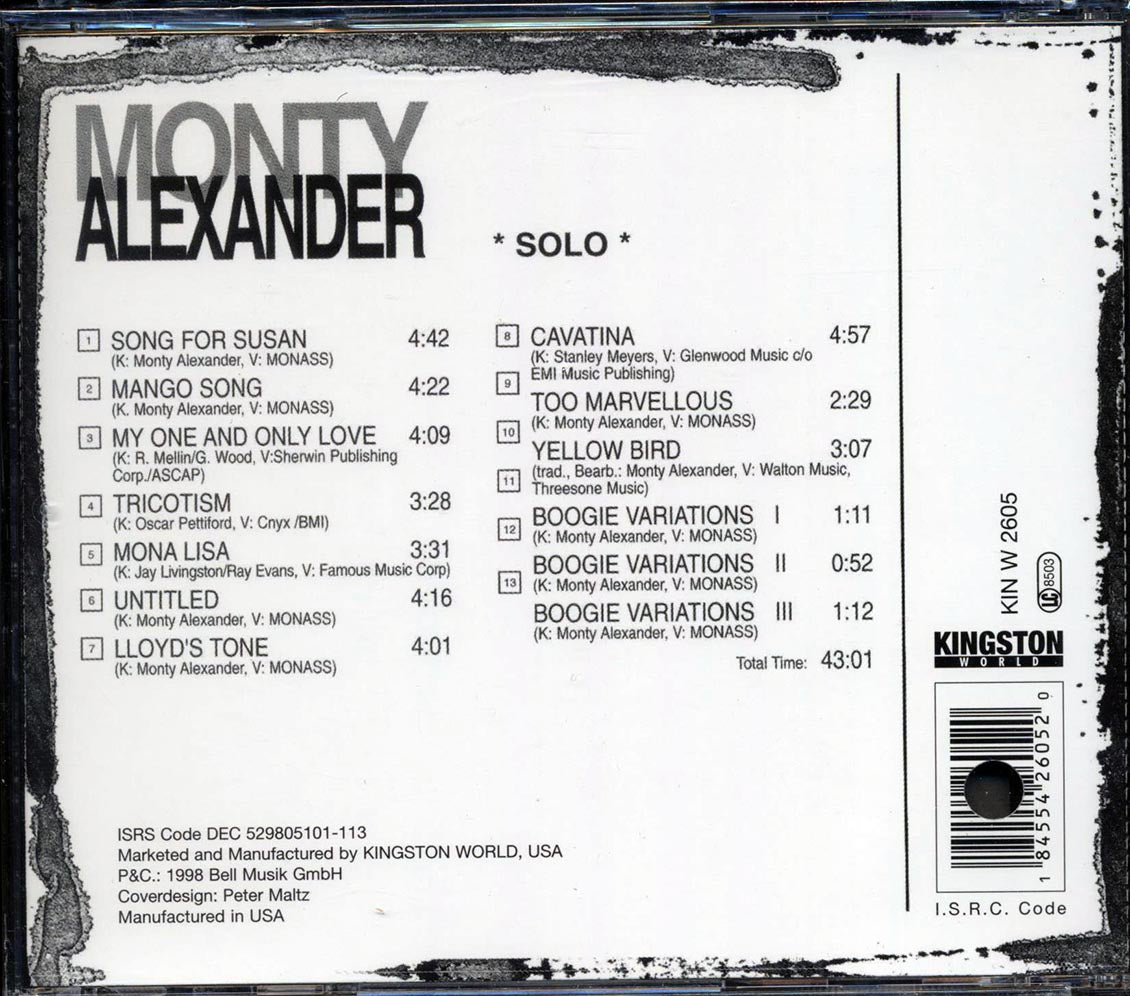 MONTY
ALEXANDER
* SOLO *
1 SONG FOR SUSAN 4:42
(K: Monty Alexander, V: MONASS)
2 MANGO SONG 4:22
(K. Monty Alexander, V: MONASS)
3 MY ONE AND ONLY LOVE 4:09
(K: R. Mellin/G. Wood, V:Sherwin Publishing
Corp./ASCAP)
4 TRICOTISM 3:28
(K: Oscar Pettiford, V: Cnyx /BMI)
5 MONA LISA 3:31
(K: Jay Livingston/Ray Evans, V: Famous Music Corp)
6 UNTITLED 4:16
(K: Monty Alexander, V: MONASS)
7 LLOYD'S TONE 4:01
(K: Monty Alexander, V: MONASS)
8 CAVATINA 4:57
(K: Stanley Meyers, V: Glenwood Music c/o
EMI Music Publishing)
9
TOO MARVELLOUS 2:29
(K: Monty Alexander, V: MONASS)
10
YELLOW BIRD 3:07
(trad., Bearb.: Monty Alexander, V: Walton Music,
11
Threesone Music)
12 BOOGIE VARIATIONS I 1:11
(K: Monty Alexander, V: MONASS)
BOOGIE VARIATIONS II 0:52
13 (K: Monty Alexander, V: MONASS)
BOOGIE VARIATIONS III 1:12
(K: Monty Alexander, V: MONASS)
Total Time: 43:01
ISRS Code DEC 529805101-113
Marketed and Manufactured by KINGSTON WORLD, USA
P&C.: 1998 Bell Musik GmbH
Coverdesign: Peter Maltz
Manufactured in USA
KIN W 2605
LC 8503
KINGSTON
WORLD
1 84554 26052 0
I.S.R.C. Code